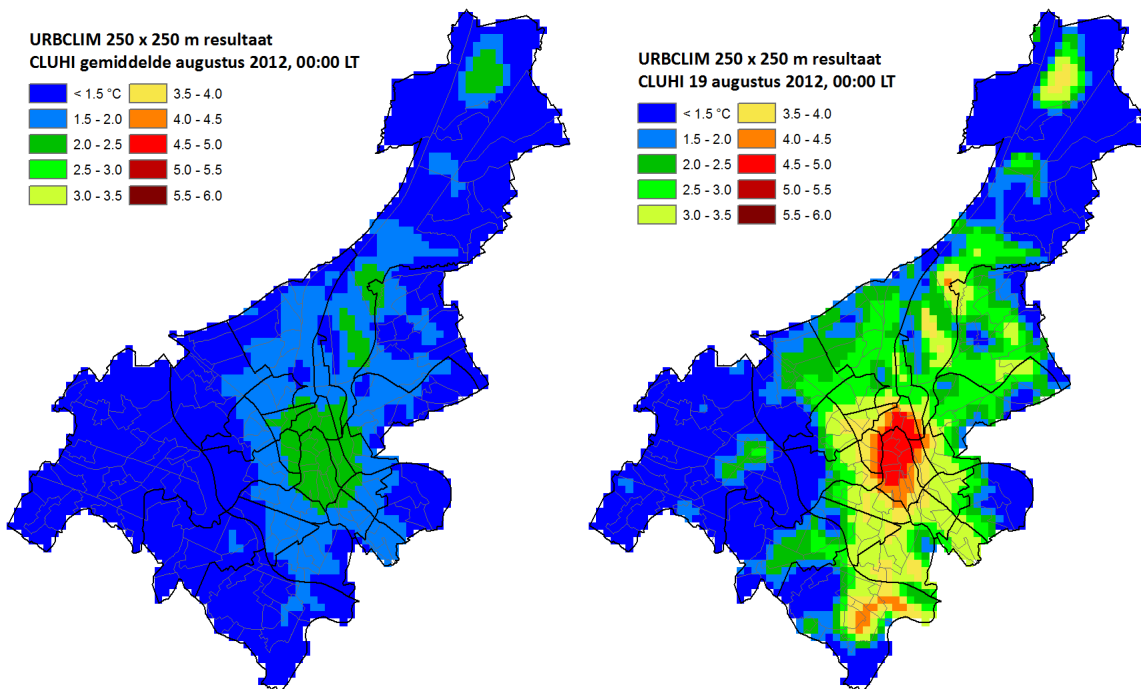 URBCLIM 250 x 250 m resultaat
CLUHI gemiddelde augustus 2012, 00:00 LT
< 1.5 °C 3.5 - 4.0
1.5 - 2.0 4.0 - 4.5
2.0 - 2.5 4.5 - 5.0
2.5 - 3.0 5.0 - 5.5
3.0 - 3.5 5.5 - 6.0
URBCLIM 250 x 250 m resultaat
CLUHI 19 augustus 2012, 00:00 LT
< 1.5 °C 3.5 - 4.0
1.5 - 2.0 4.0 - 4.5
2.0 - 2.5 4.5 - 5.0
2.5 - 3.0 5.0 - 5.5
3.0 - 3.5 5.5 - 6.0